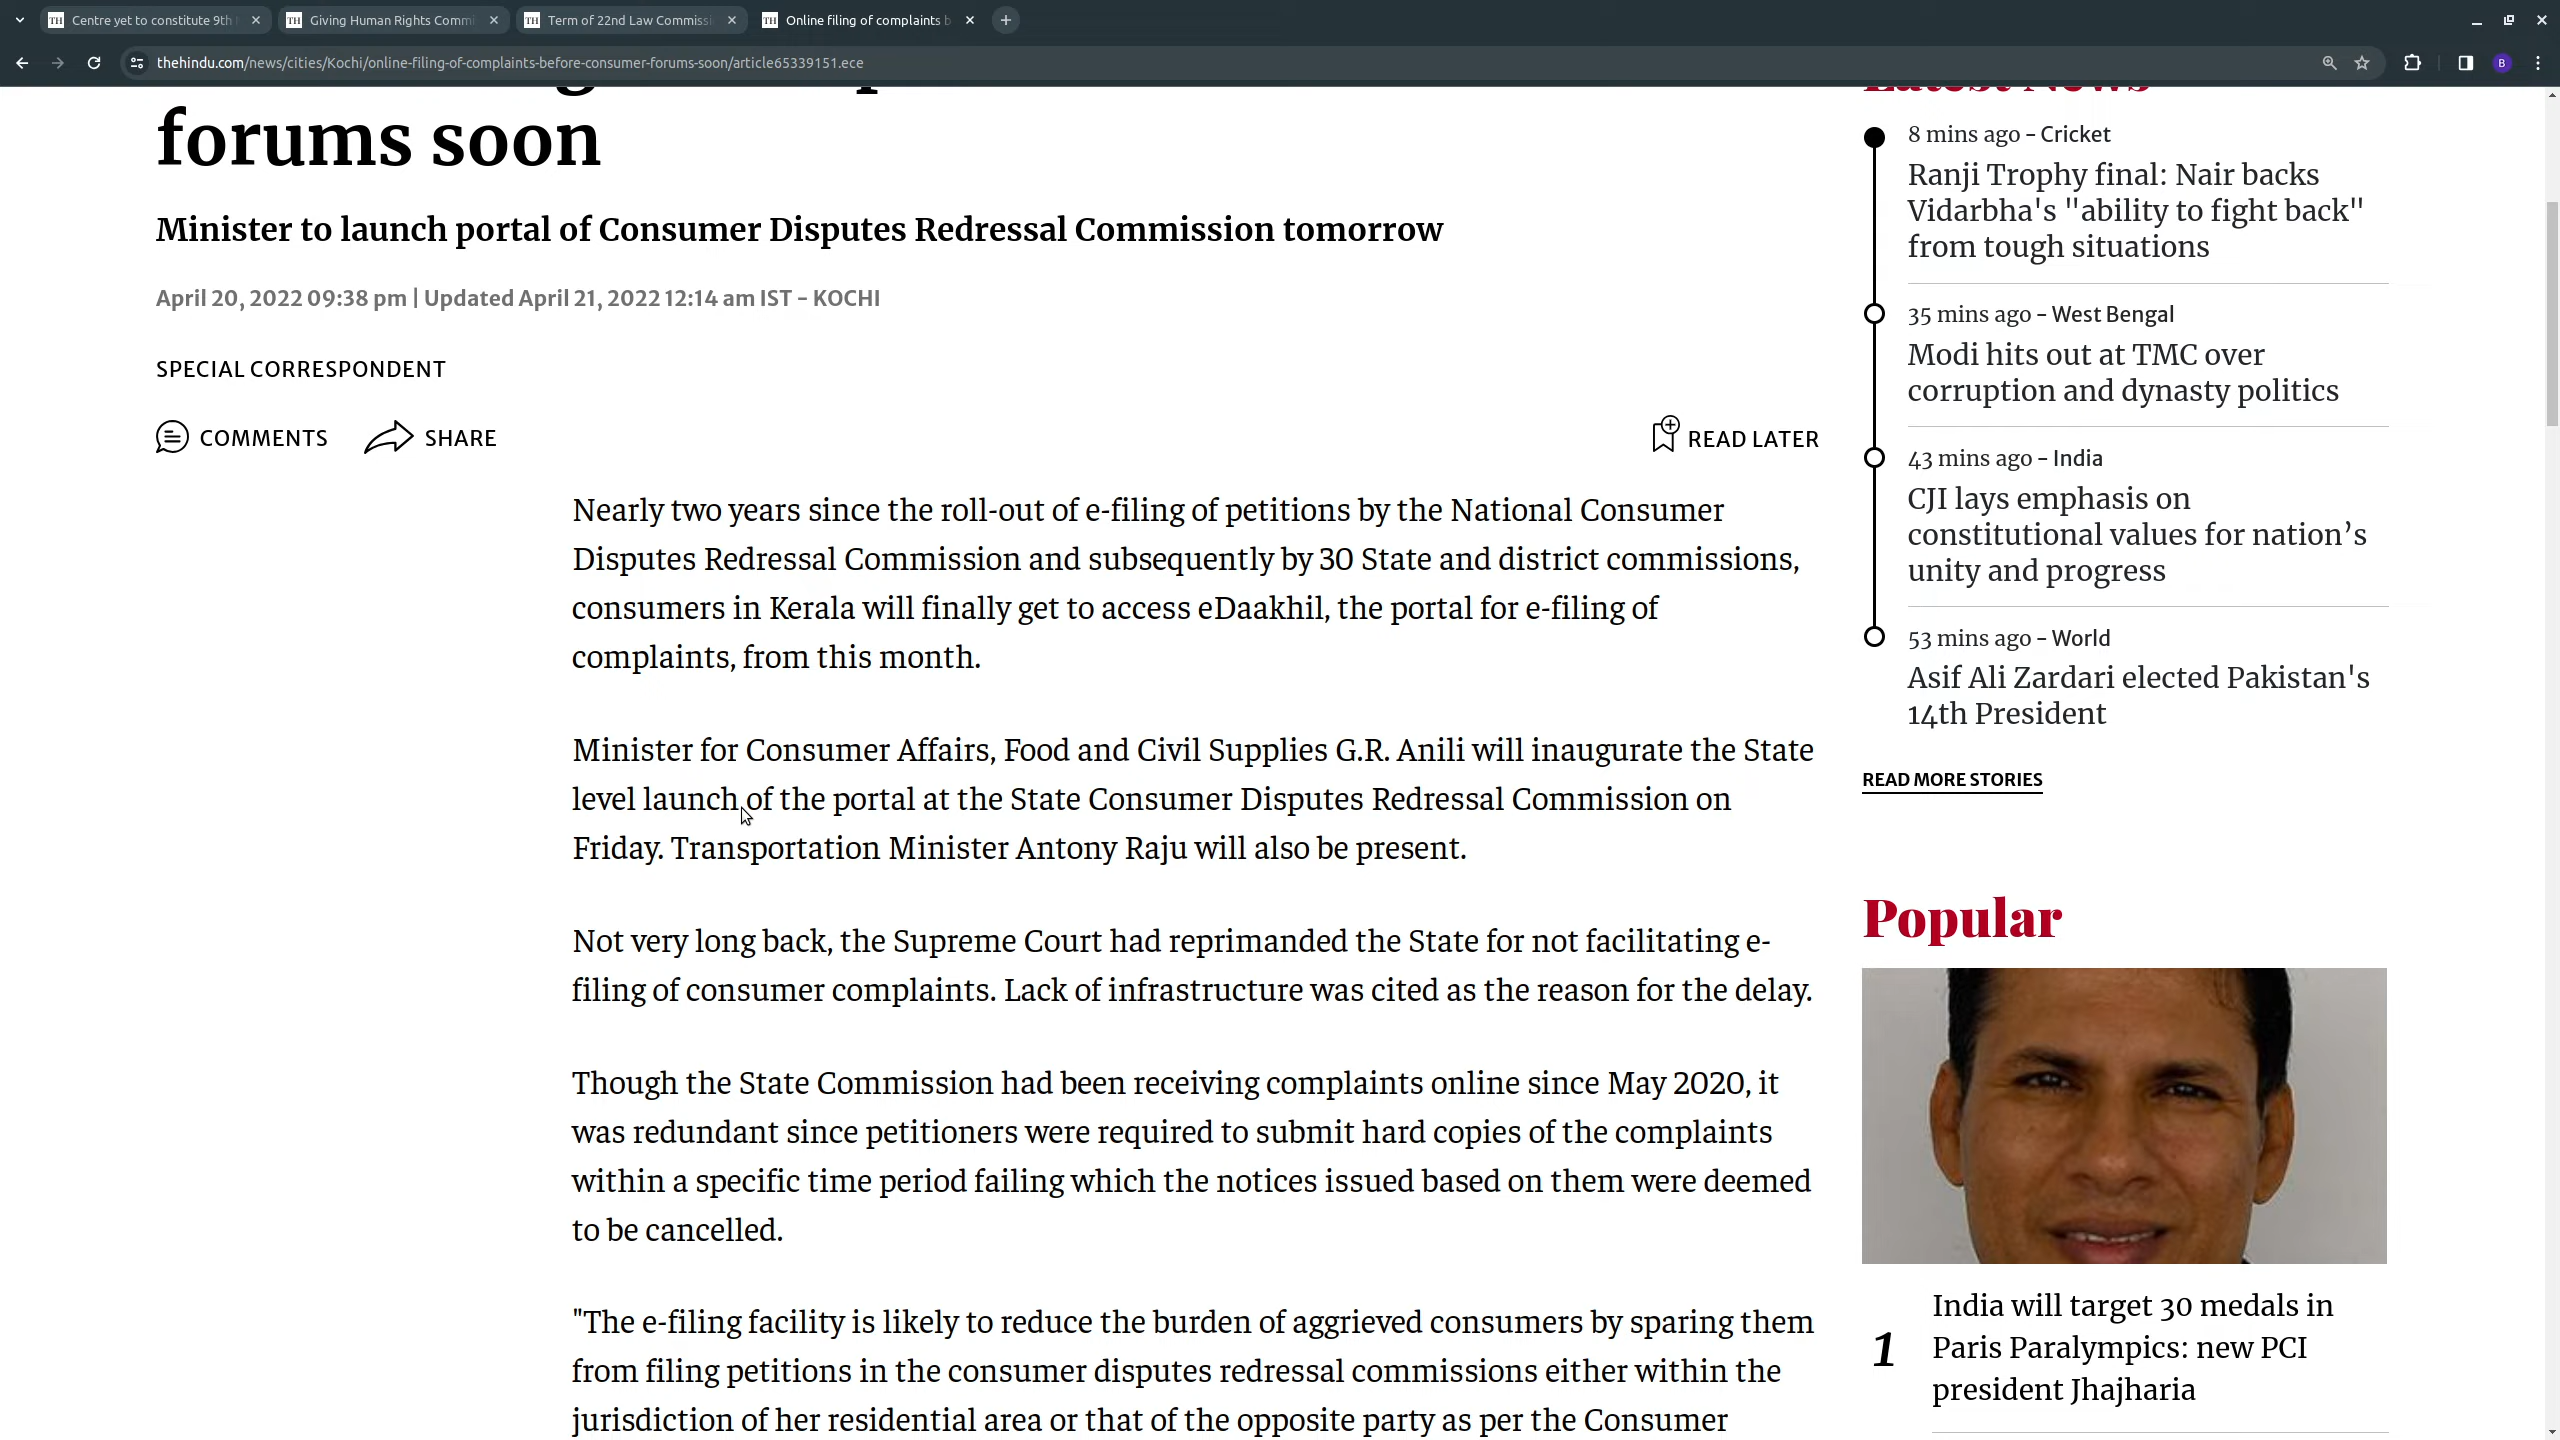 Centre yet to constitute 9th
Giving Human Rights Commi
Term of 22nd Law Commissi
Online filing of complaints b
thehindu.com/news/cities/Kochi/online-filing-of-complaints-before-consumer-forums-soon/article65339151.ece
B
forums soon
Minister to launch portal of Consumer Disputes Redressal Commission tomorrow
April 20, 2022 09:38 pm | Updated April 21, 2022 12:14 am IST - KOCHI
SPECIAL CORRESPONDENT
COMMENTS SHARE READ LATER
Nearly two years since the roll-out of e-filing of petitions by the National Consumer
Disputes Redressal Commission and subsequently by 30 State and district commissions,
consumers in Kerala will finally get to access eDaakhil, the portal for e-filing of
complaints, from this month.
Minister for Consumer Affairs, Food and Civil Supplies G.R. Anili will inaugurate the State
level launch of the portal at the State Consumer Disputes Redressal Commission on
Friday. Transportation Minister Antony Raju will also be present.
Not very long back, the Supreme Court had reprimanded the State for not facilitating e-
filing of consumer complaints. Lack of infrastructure was cited as the reason for the delay.
Though the State Commission had been receiving complaints online since May 2020, it
was redundant since petitioners were required to submit hard copies of the complaints
within a specific time period failing which the notices issued based on them were deemed
to be cancelled.
"The e-filing facility is likely to reduce the burden of aggrieved consumers by sparing them
from filing petitions in the consumer disputes redressal commissions either within the
jurisdiction of her residential area or that of the opposite party as per the Consumer
Latest News
8 mins ago - Cricket
Ranji Trophy final: Nair backs
Vidarbha's "ability to fight back"
from tough situations
35 mins ago - West Bengal
Modi hits out at TMC over
corruption and dynasty politics
43 mins ago - India
CJI lays emphasis on
constitutional values for nation’s
unity and progress
53 mins ago - World
Asif Ali Zardari elected Pakistan's
14th President
READ MORE STORIES
Popular
1
India will target 30 medals in
Paris Paralympics: new PCI
president Jhajharia